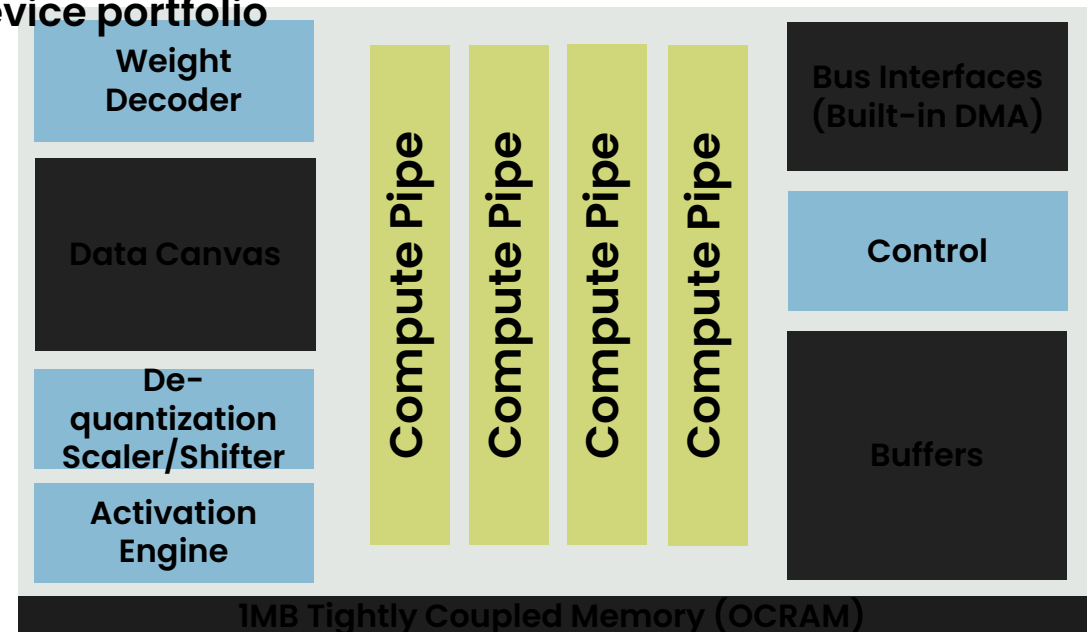 evice portfolio
Weight
Decoder
Data Canvas
De-
quantization
Scaler/Shifter
Activation
Engine
Compute Pipe
Compute Pipe
Compute Pipe
Compute Pipe
Bus Interfaces
(Built-in DMA)
Control
Buffers
1MB Tightly Coupled Memory (OCRAM)